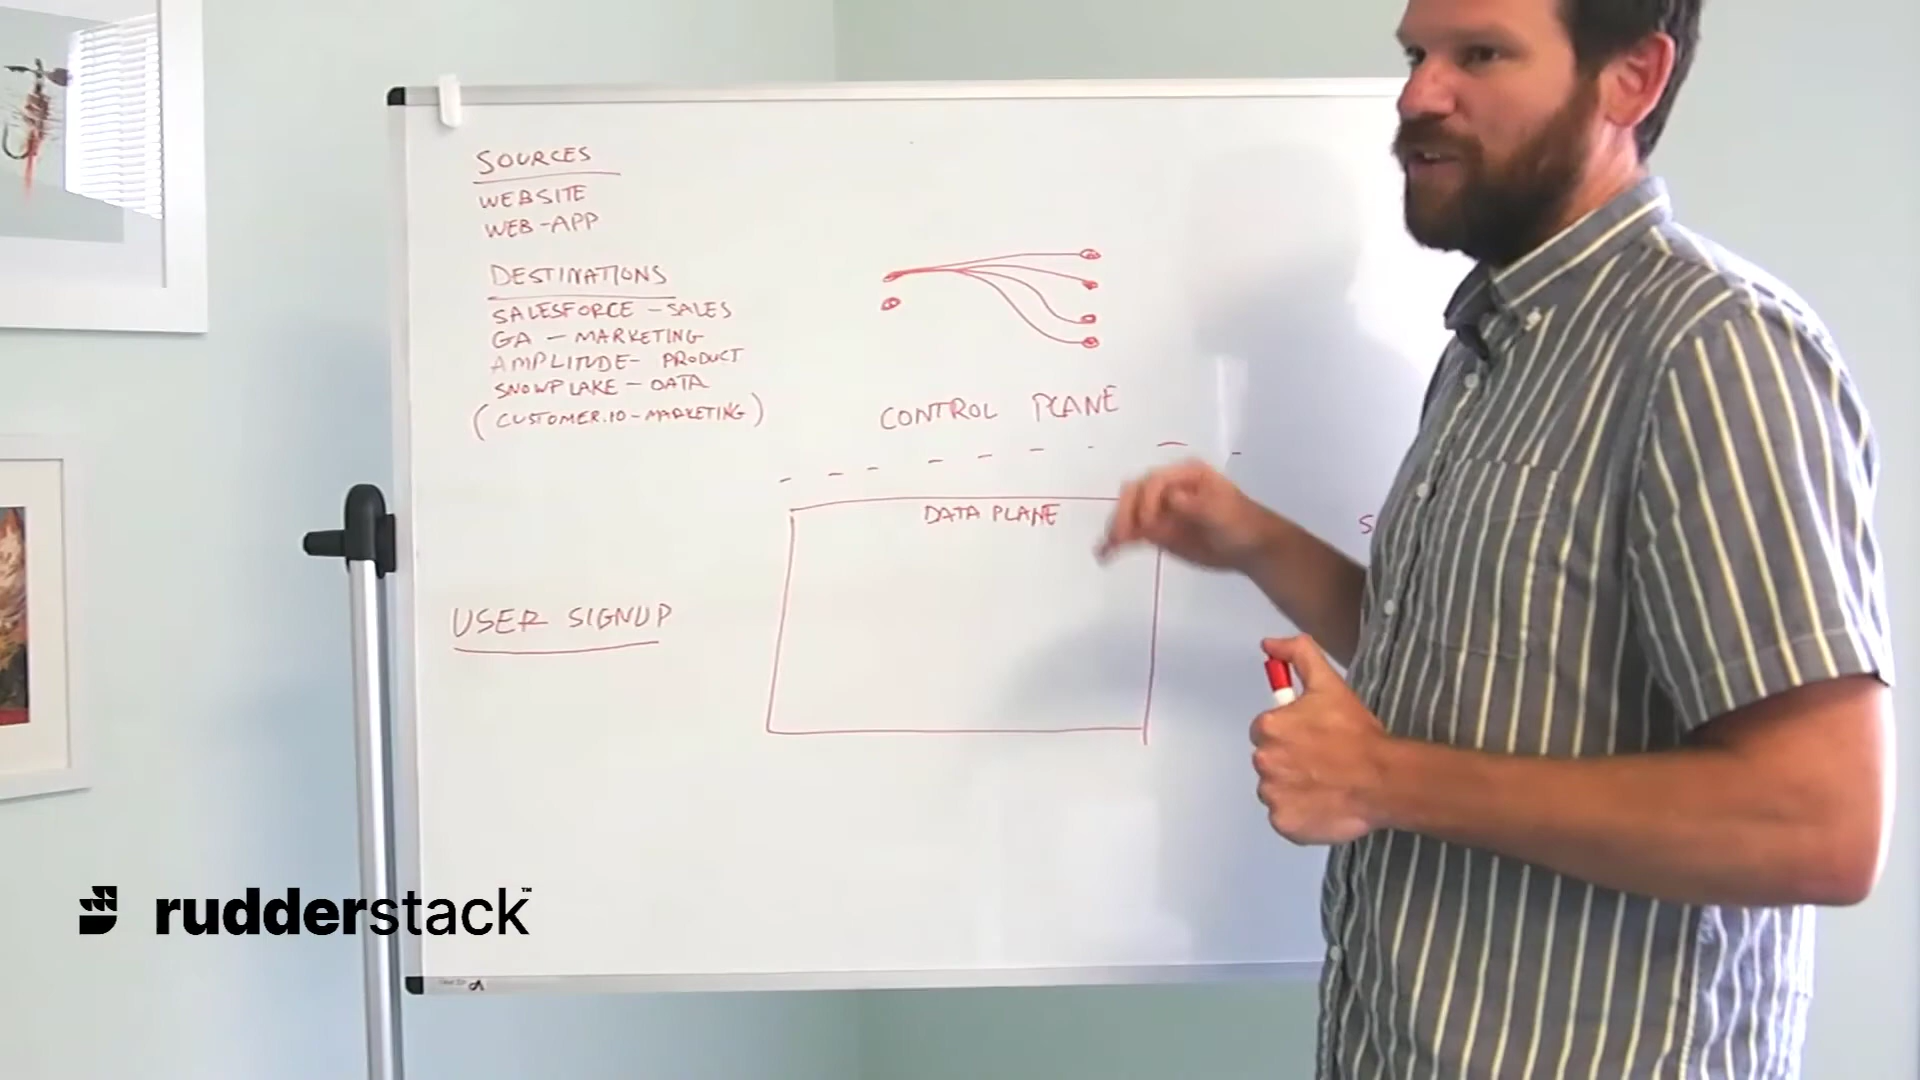 SOURCES
WEBSITE
WEB-APP
DESTINATIONS
SALESFORCE - SALES
GA - MARKETING
AMPLITUDE - PRODUCT
SNOWFLAKE - DATA
(CUSTOMER.IO - MARKETING)
CONTROL PLANE
DATA PLANE
S
USER SIGNUP
rudderstack™